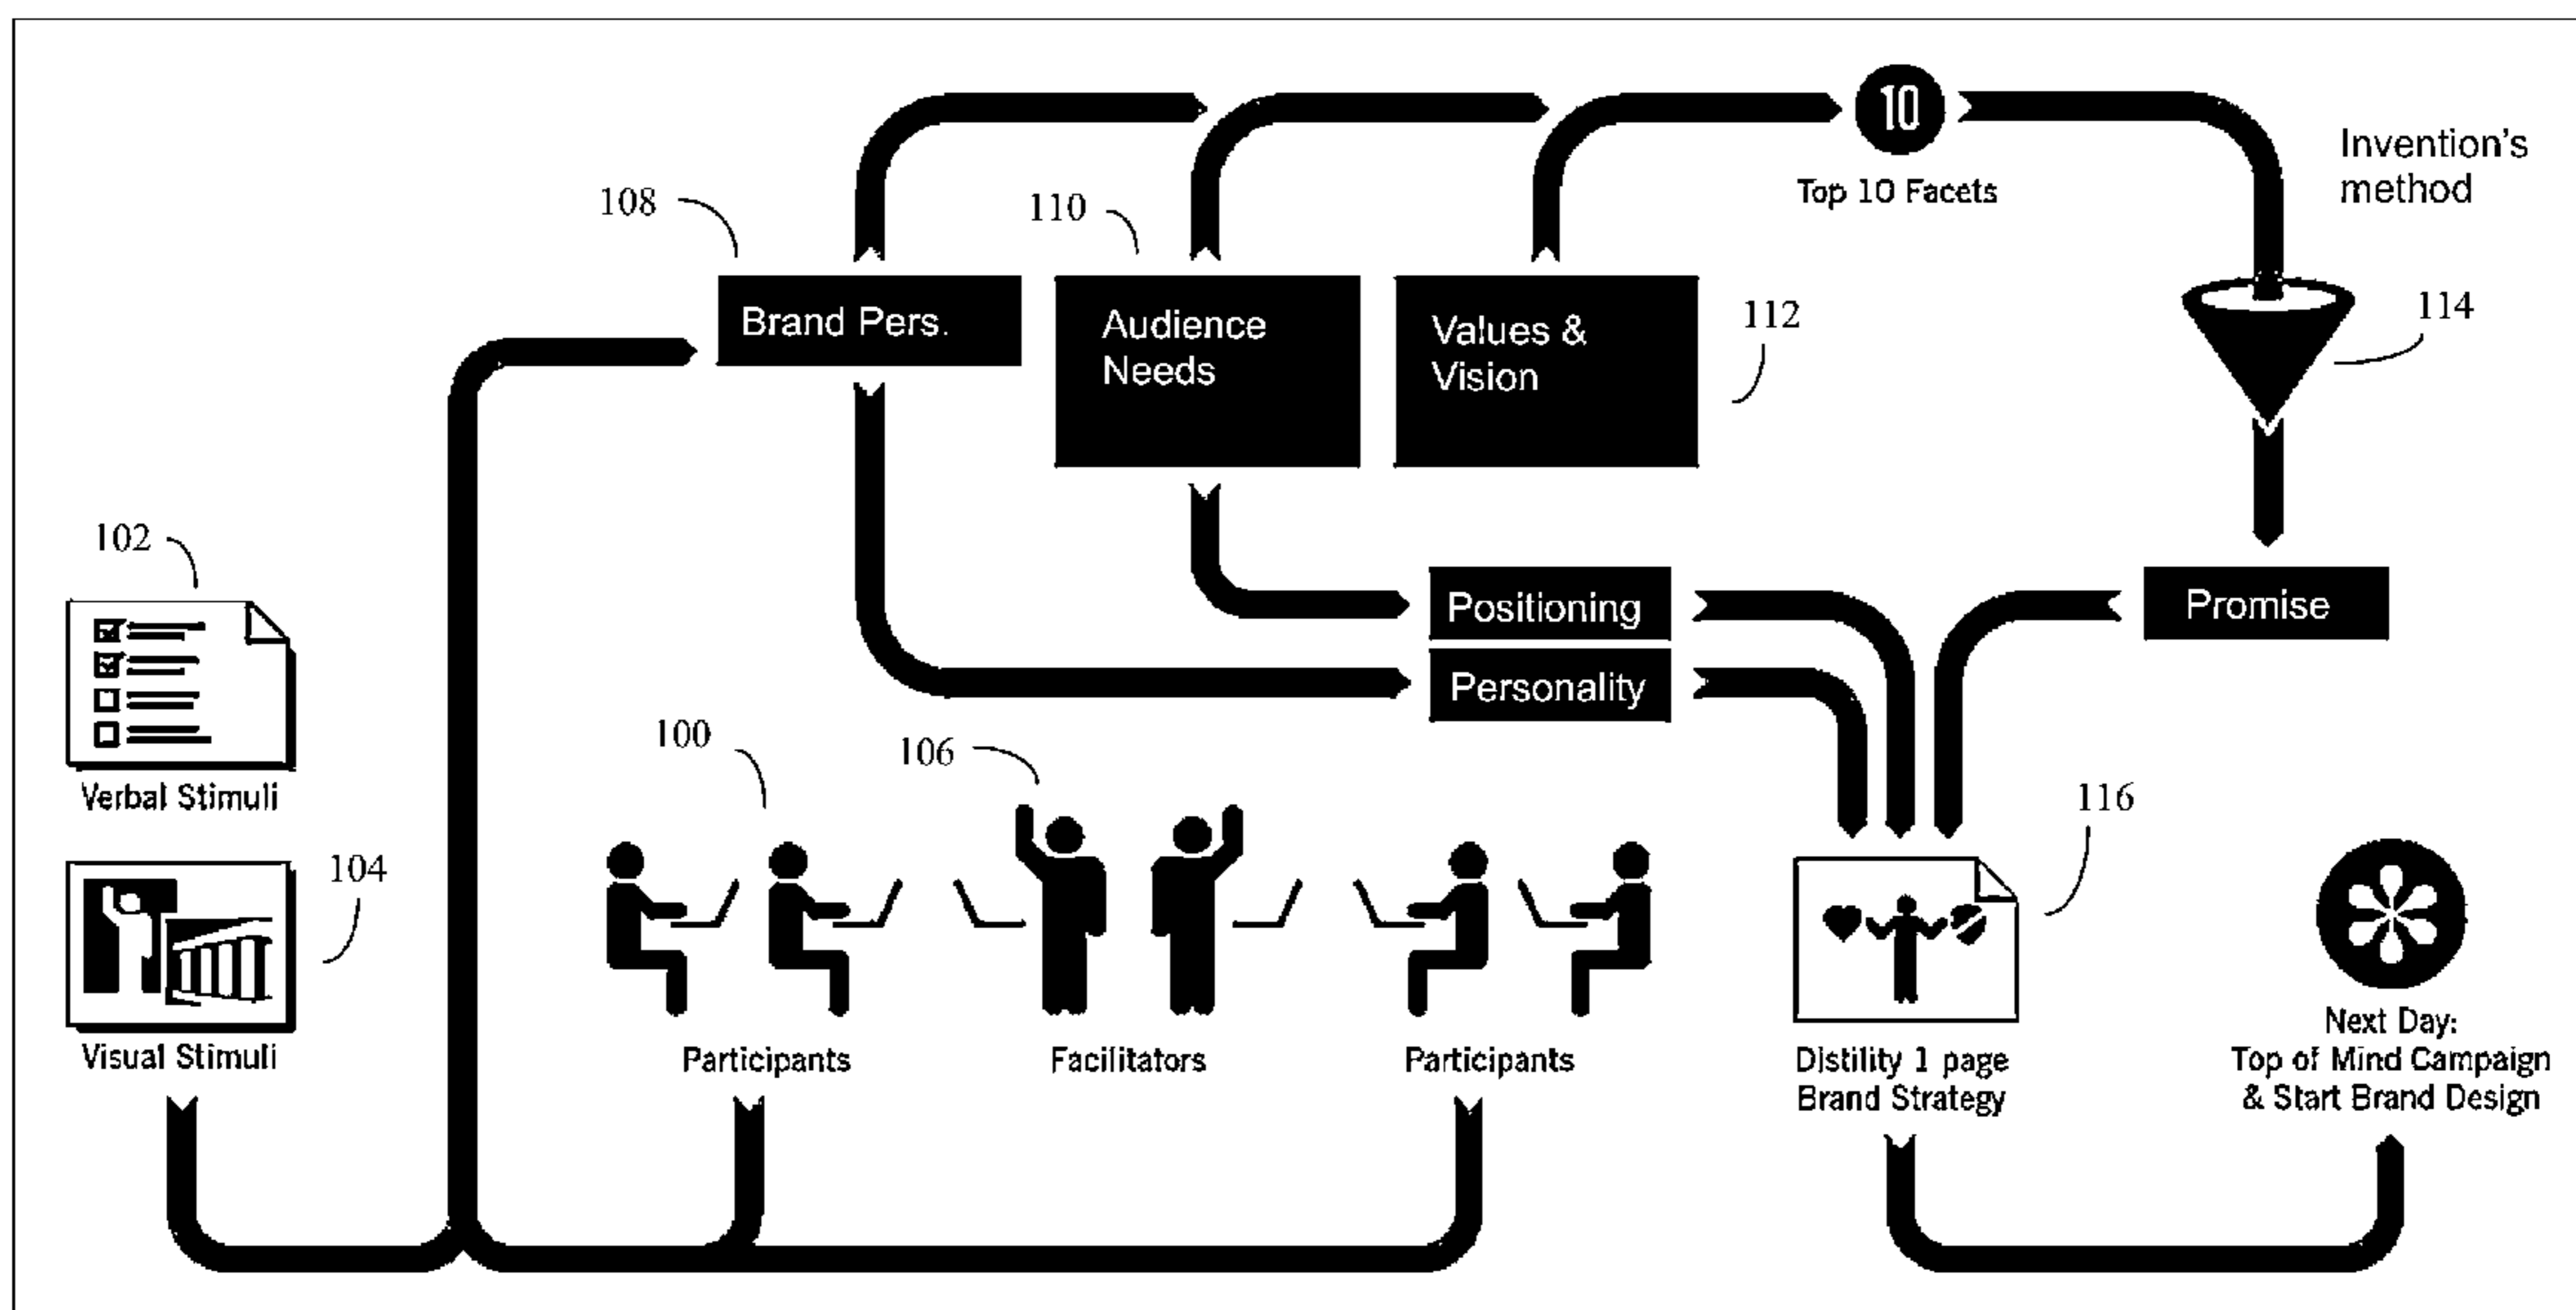 10
Top 10 Facets
Invention's
method
108
110
Brand Pers.
Audience
Needs
Values &
Vision
112
114
102
Positioning
Promise
Personality
Verbal Stimuli
100
106
116
104
Visual Stimuli
Participants
Facilitators
Participants
Distility 1 page
Brand Strategy
Next Day:
Top of Mind Campaign
& Start Brand Design